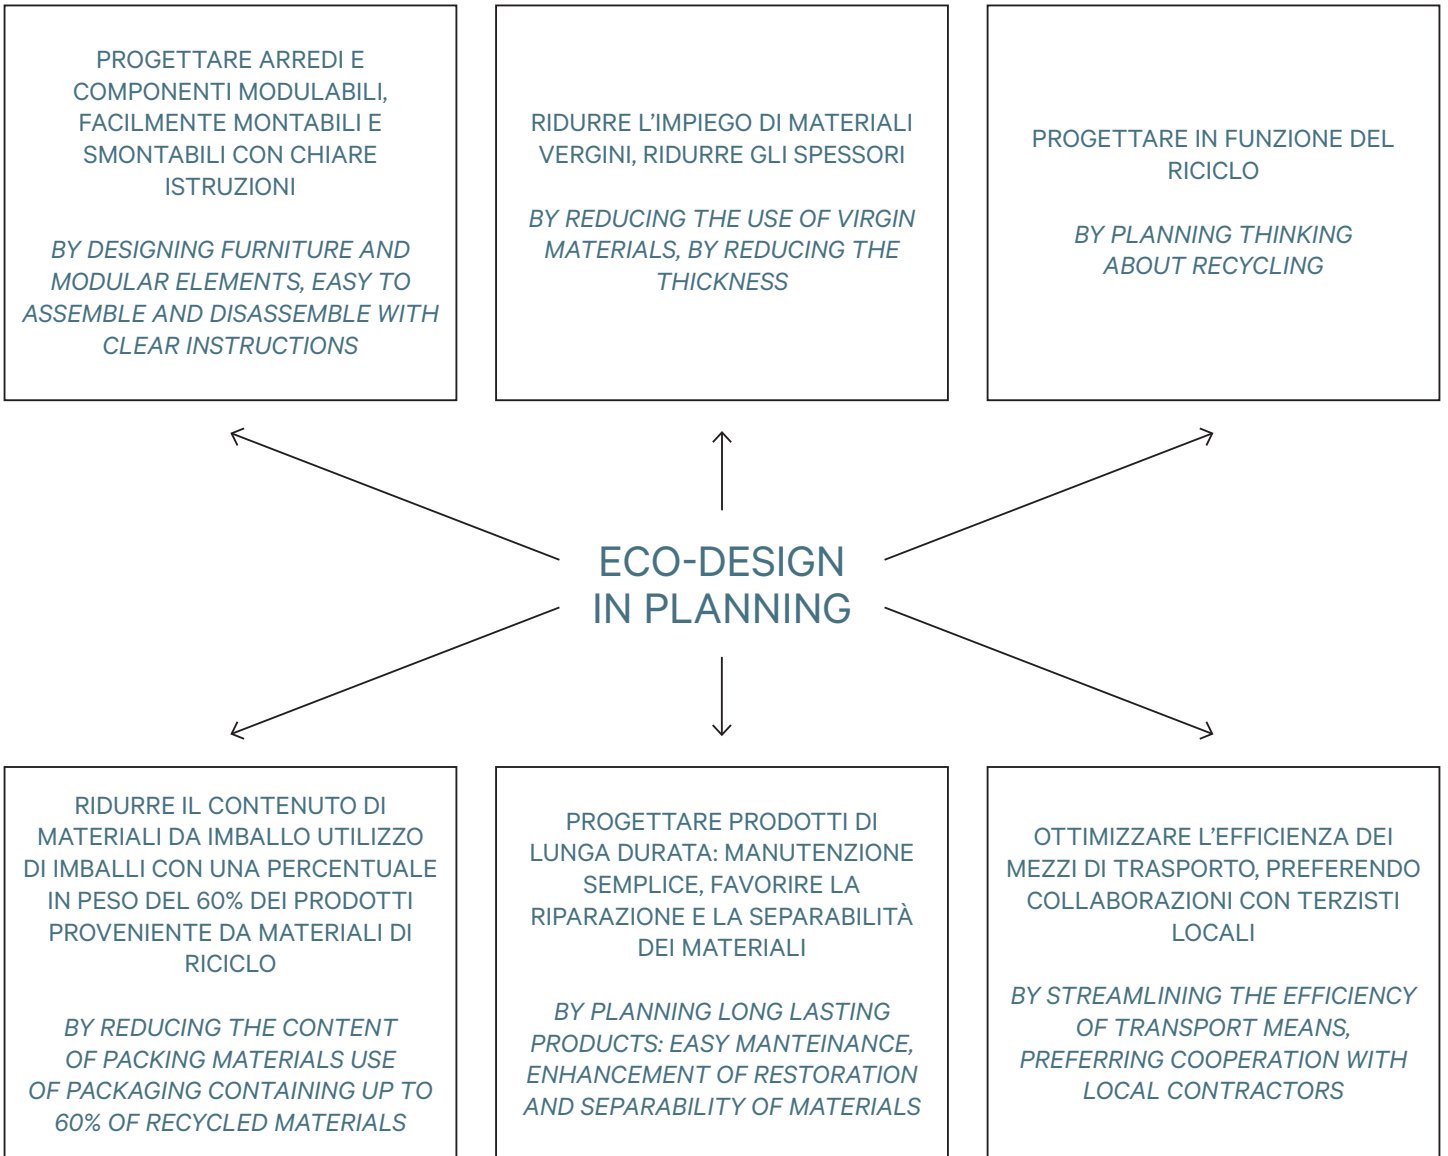 PROGETTARE ARREDI E
COMPONENTI MODULABILI,
FACILMENTE MONTABILI E
SMONTABILI CON CHIARE
ISTRUZIONI
BY DESIGNING FURNITURE AND
MODULAR ELEMENTS, EASY TO
ASSEMBLE AND DISASSEMBLE WITH
CLEAR INSTRUCTIONS
RIDURRE L’IMPIEGO DI MATERIALI
VERGINI, RIDURRE GLI SPESSORI
BY REDUCING THE USE OF VIRGIN
MATERIALS, BY REDUCING THE
THICKNESS
PROGETTARE IN FUNZIONE DEL
RICICLO
BY PLANNING THINKING
ABOUT RECYCLING
ECO-DESIGN
IN PLANNING
RIDURRE IL CONTENUTO DI
MATERIALI DA IMBALLO UTILIZZO
DI IMBALLI CON UNA PERCENTUALE
IN PESO DEL 60% DEI PRODOTTI
PROVENIENTE DA MATERIALI DI
RICICLO
BY REDUCING THE CONTENT
OF PACKING MATERIALS USE
OF PACKAGING CONTAINING UP TO
60% OF RECYCLED MATERIALS
PROGETTARE PRODOTTI DI
LUNGA DURATA: MANUTENZIONE
SEMPLICE, FAVORIRE LA
RIPARAZIONE E LA SEPARABILITÀ
DEI MATERIALI
BY PLANNING LONG LASTING
PRODUCTS: EASY MANTEINANCE,
ENHANCEMENT OF RESTORATION
AND SEPARABILITY OF MATERIALS
OTTIMIZZARE L’EFFICIENZA DEI
MEZZI DI TRASPORTO, PREFERENDO
COLLABORAZIONI CON TERZISTI
LOCALI
BY STREAMLINING THE EFFICIENCY
OF TRANSPORT MEANS,
PREFERRING COOPERATION WITH
LOCAL CONTRACTORS